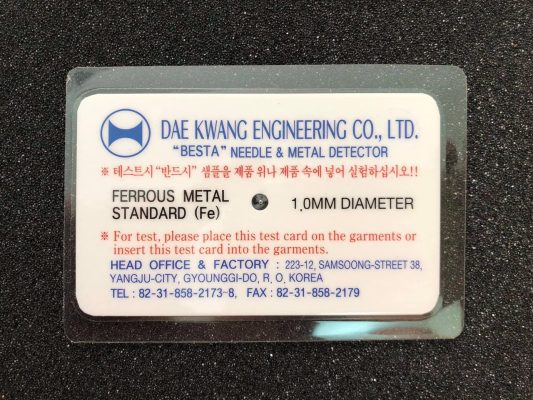 DAE KWANG ENGINEERING CO., LTD.
"BESTA" NEEDLE & METAL DETECTOR
※ 테스트시 "반드시" 샘플을 제품 위나 제품 속에 넣어 실험하십시오!!
FERROUS METAL
STANDARD (Fe)
1.0MM DIAMETER
※ For test, please place this test card on the garments or
insert this test card into the garments.
HEAD OFFICE & FACTORY : 223-12, SAMSOONG-STREET 38,
YANGJU-CITY, GYOUNGGI-DO, R, O, KOREA
TEL : 82-31-858-2173~8, FAX : 82-31-858-2179